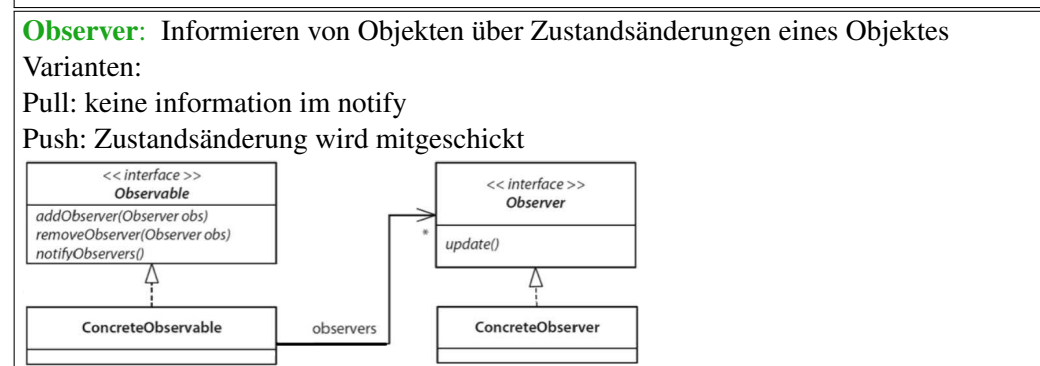 Observer: Informieren von Objekten über Zustandsänderungen eines Objektes
Varianten:
Pull: keine information im notify
Push: Zustandsänderung wird mitgeschickt
<< interface >>
Observable
addObserver(Observer obs)
removeObserver(Observer obs)
notifyObservers()
<< interface >>
Observer
update()
*
ConcreteObservable
observers
ConcreteObserver